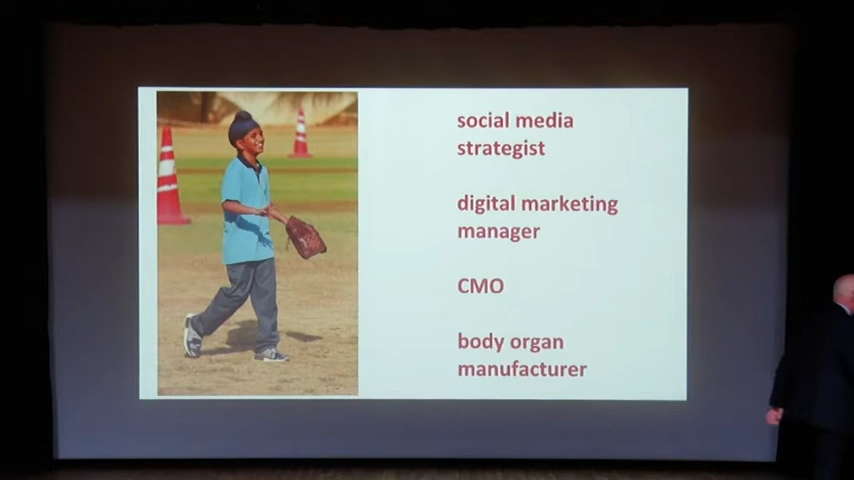 social media
strategist
digital marketing
manager
CMO
body organ
manufacturer